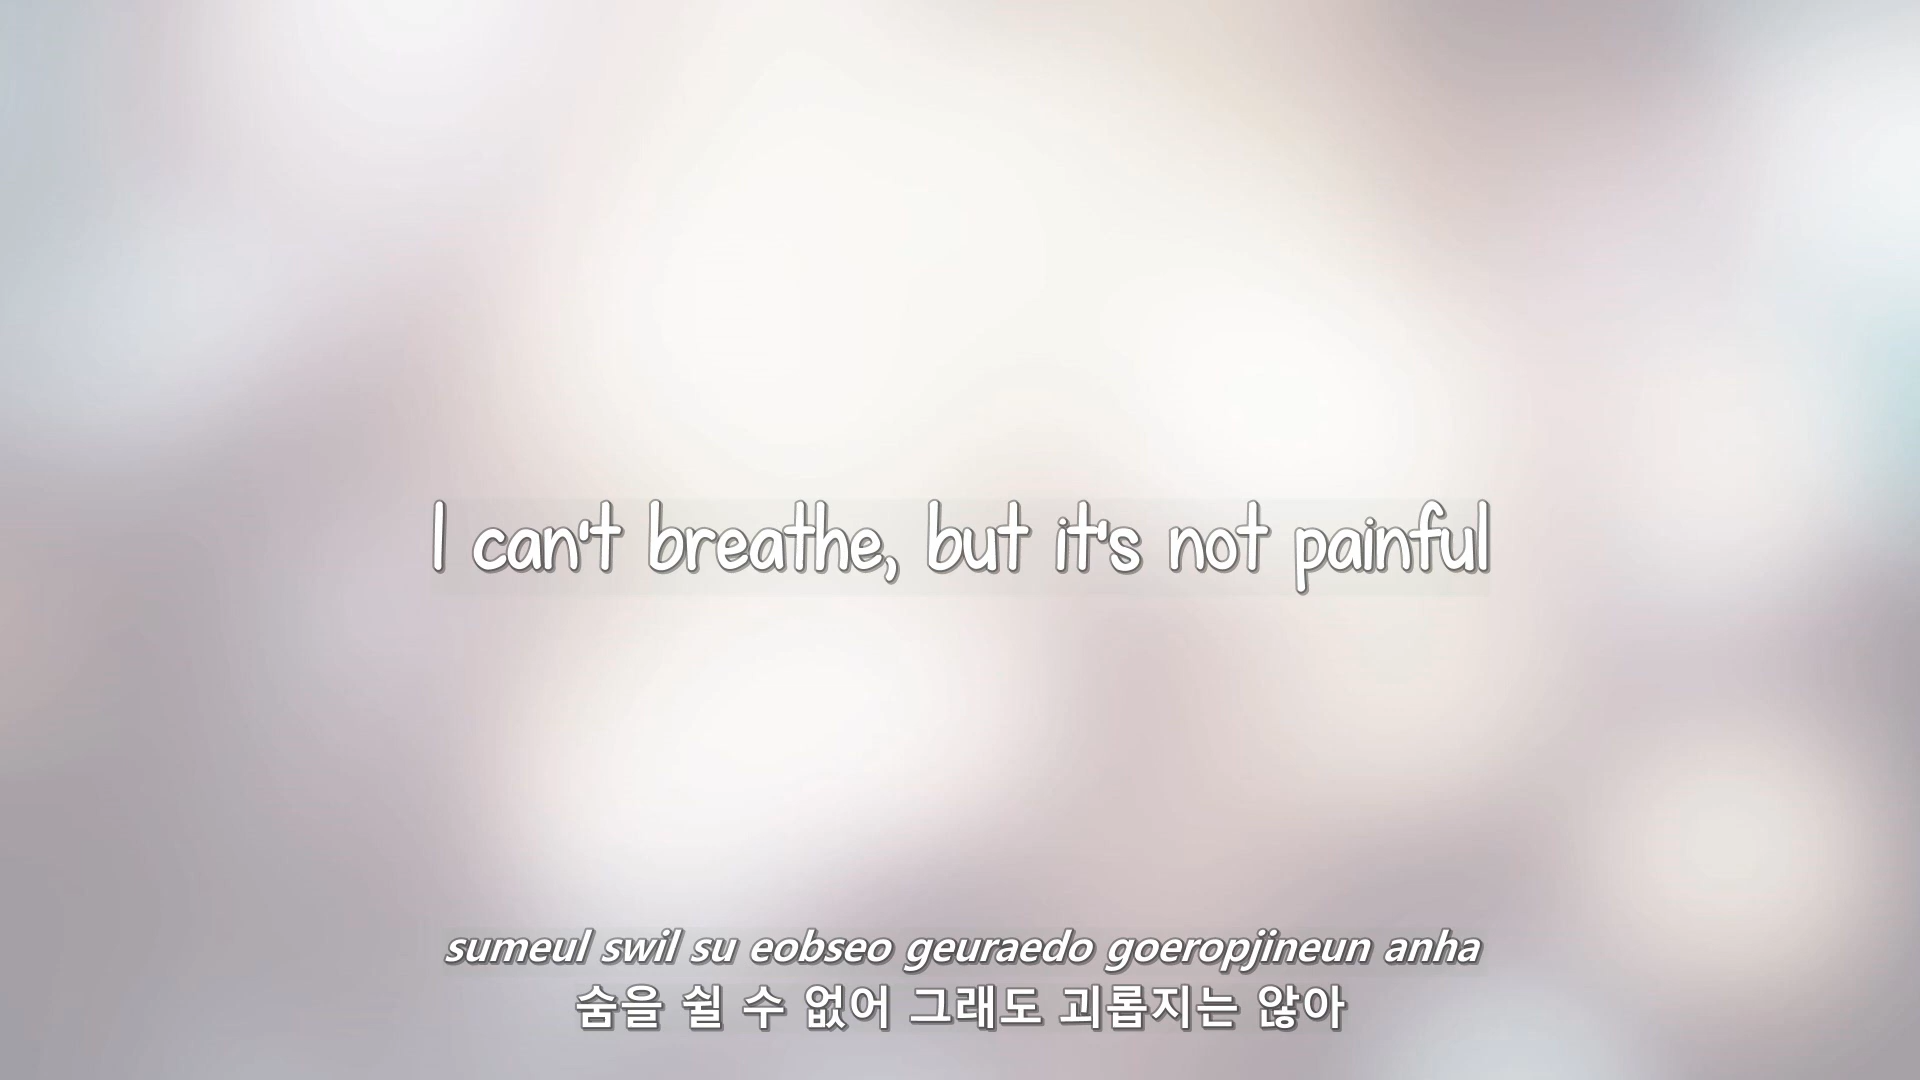 I can't breathe, but it's not painful
sumeul swil su eobseo geuraedo goeropjineun anha
숨을 쉴 수 없어 그래도 괴롭지는 않아